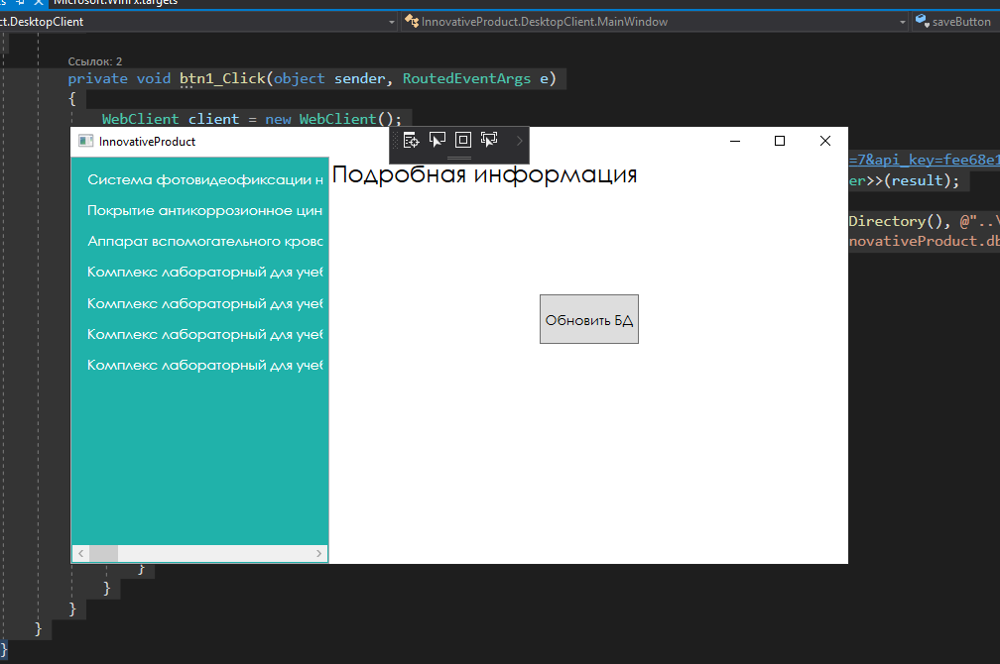 Microsoft.WinFx.targets
ct.DesktopClient
InnovativeProduct.DesktopClient.MainWindow
saveButton
Ссылок: 2
private void btn1_Click(object sender, RoutedEventArgs e)
{
WebClient client = new WebClient();
InnovativeProduct
Подробная информация
Система фотовидеофиксации н
Покрытие антикоррозионное цин
Аппарат вспомогательного крово
Комплекс лабораторный для учеб
Комплекс лабораторный для учеб
Комплекс лабораторный для учеб
Комплекс лабораторный для учеб
Обновить БД
=7&api_key=fee68e1
er>>(result);
Directory(), @"..\
novativeProduct.db
}
}
}
}
}